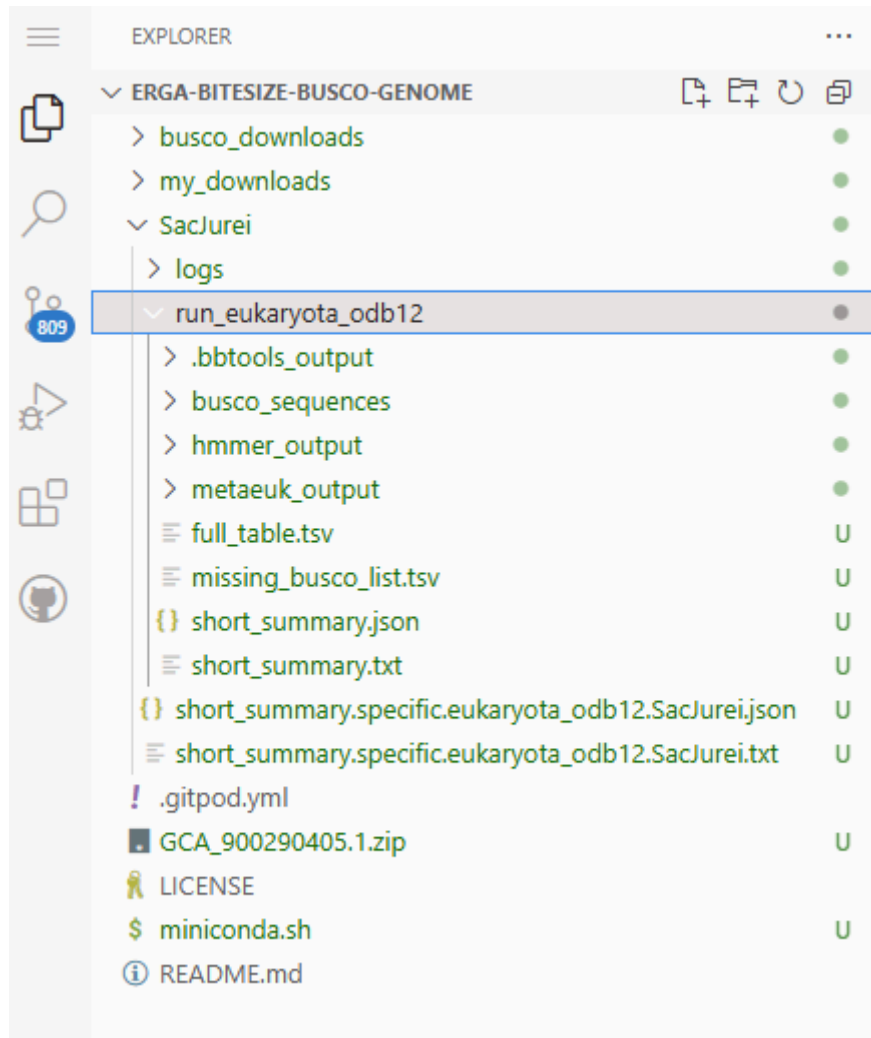 EXPLORER
ERGA-BITESIZE-BUSCO-GENOME
busco_downloads
my_downloads
SacJurei
logs
run_eukaryota_odb12
809
.bbtools_output
busco_sequences
hmmer_output
metaeuk_output
full_table.tsv U
missing_busco_list.tsv U
{} short_summary.json U
short_summary.txt U
{} short_summary.specific.eukaryota_odb12.SacJurei.json U
short_summary.specific.eukaryota_odb12.SacJurei.txt U
! .gitpod.yml
GCA_900290405.1.zip U
LICENSE
$ miniconda.sh U
README.md